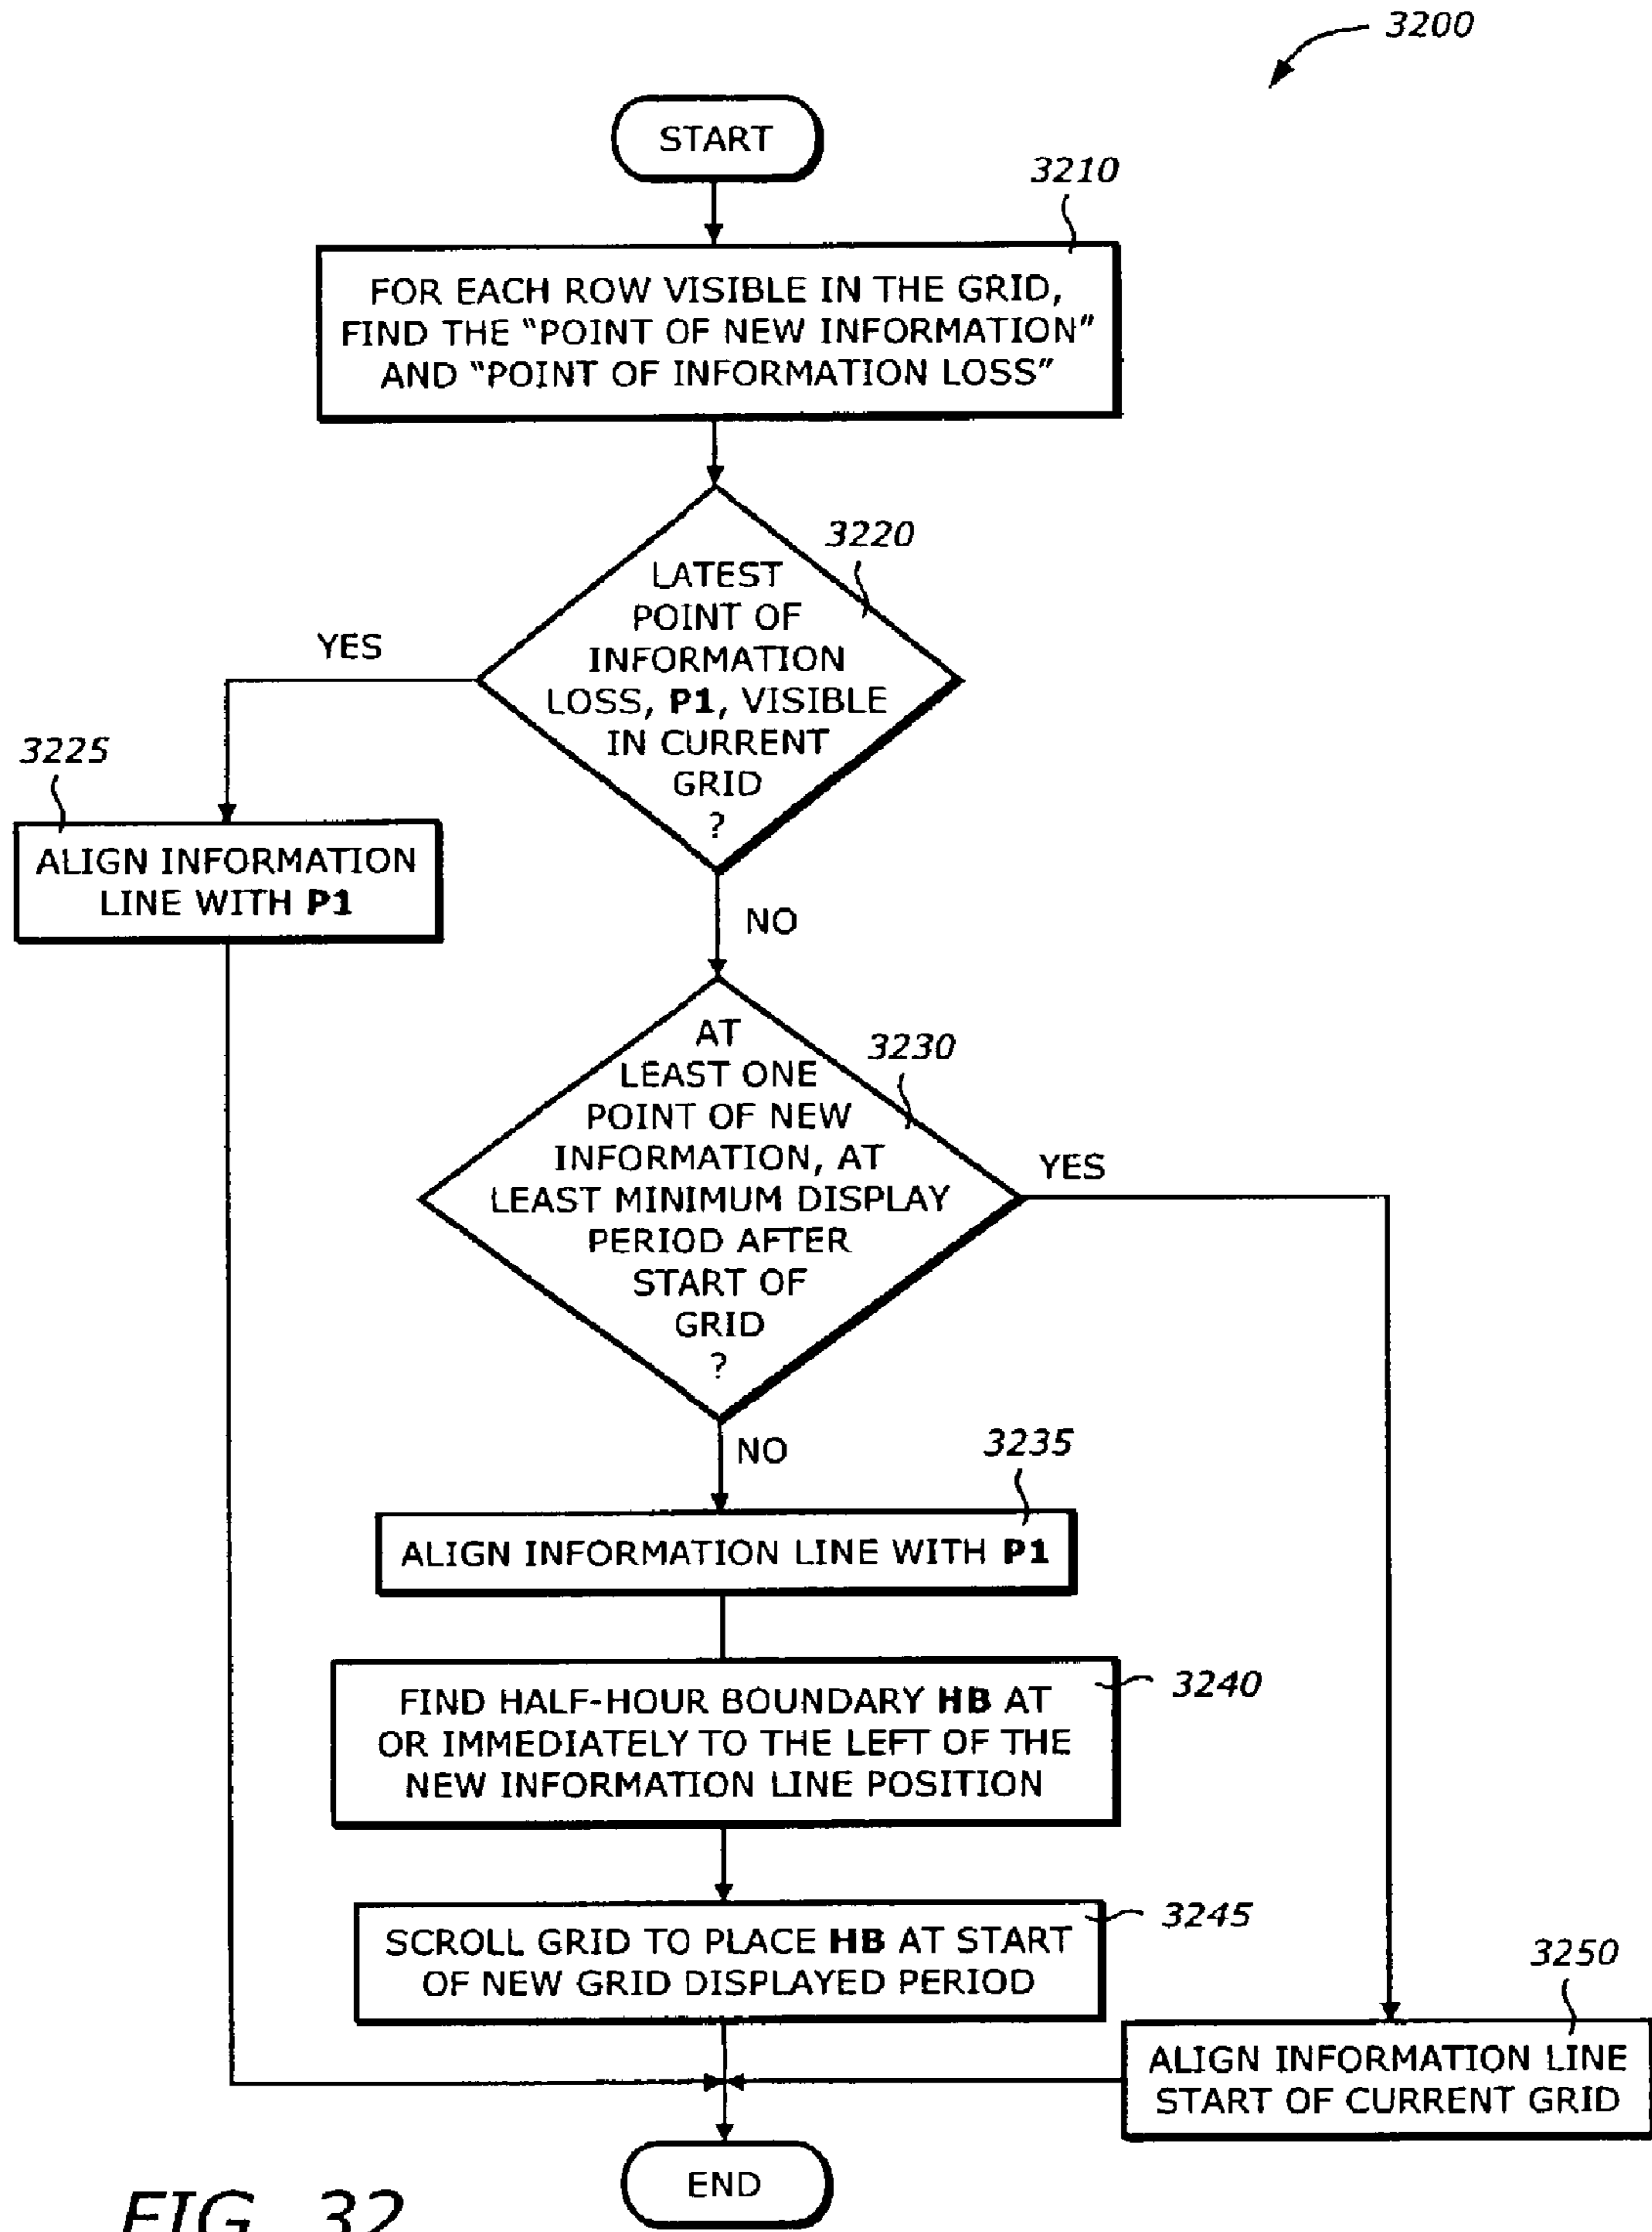 3200
START
3210
FOR EACH ROW VISIBLE IN THE GRID,
FIND THE “POINT OF NEW INFORMATION”
AND “POINT OF INFORMATION LOSS”
3220
LATEST
POINT OF
INFORMATION
LOSS, P1, VISIBLE
IN CURRENT
GRID
?
YES
3225
ALIGN INFORMATION
LINE WITH P1
NO
3230
AT
LEAST ONE
POINT OF NEW
INFORMATION, AT
LEAST MINIMUM DISPLAY
PERIOD AFTER
START OF
GRID
?
YES
NO
3235
ALIGN INFORMATION LINE WITH P1
3240
FIND HALF-HOUR BOUNDARY HB AT
OR IMMEDIATELY TO THE LEFT OF THE
NEW INFORMATION LINE POSITION
3245
SCROLL GRID TO PLACE HB AT START
OF NEW GRID DISPLAYED PERIOD
3250
ALIGN INFORMATION LINE
START OF CURRENT GRID
END
FIG. 32